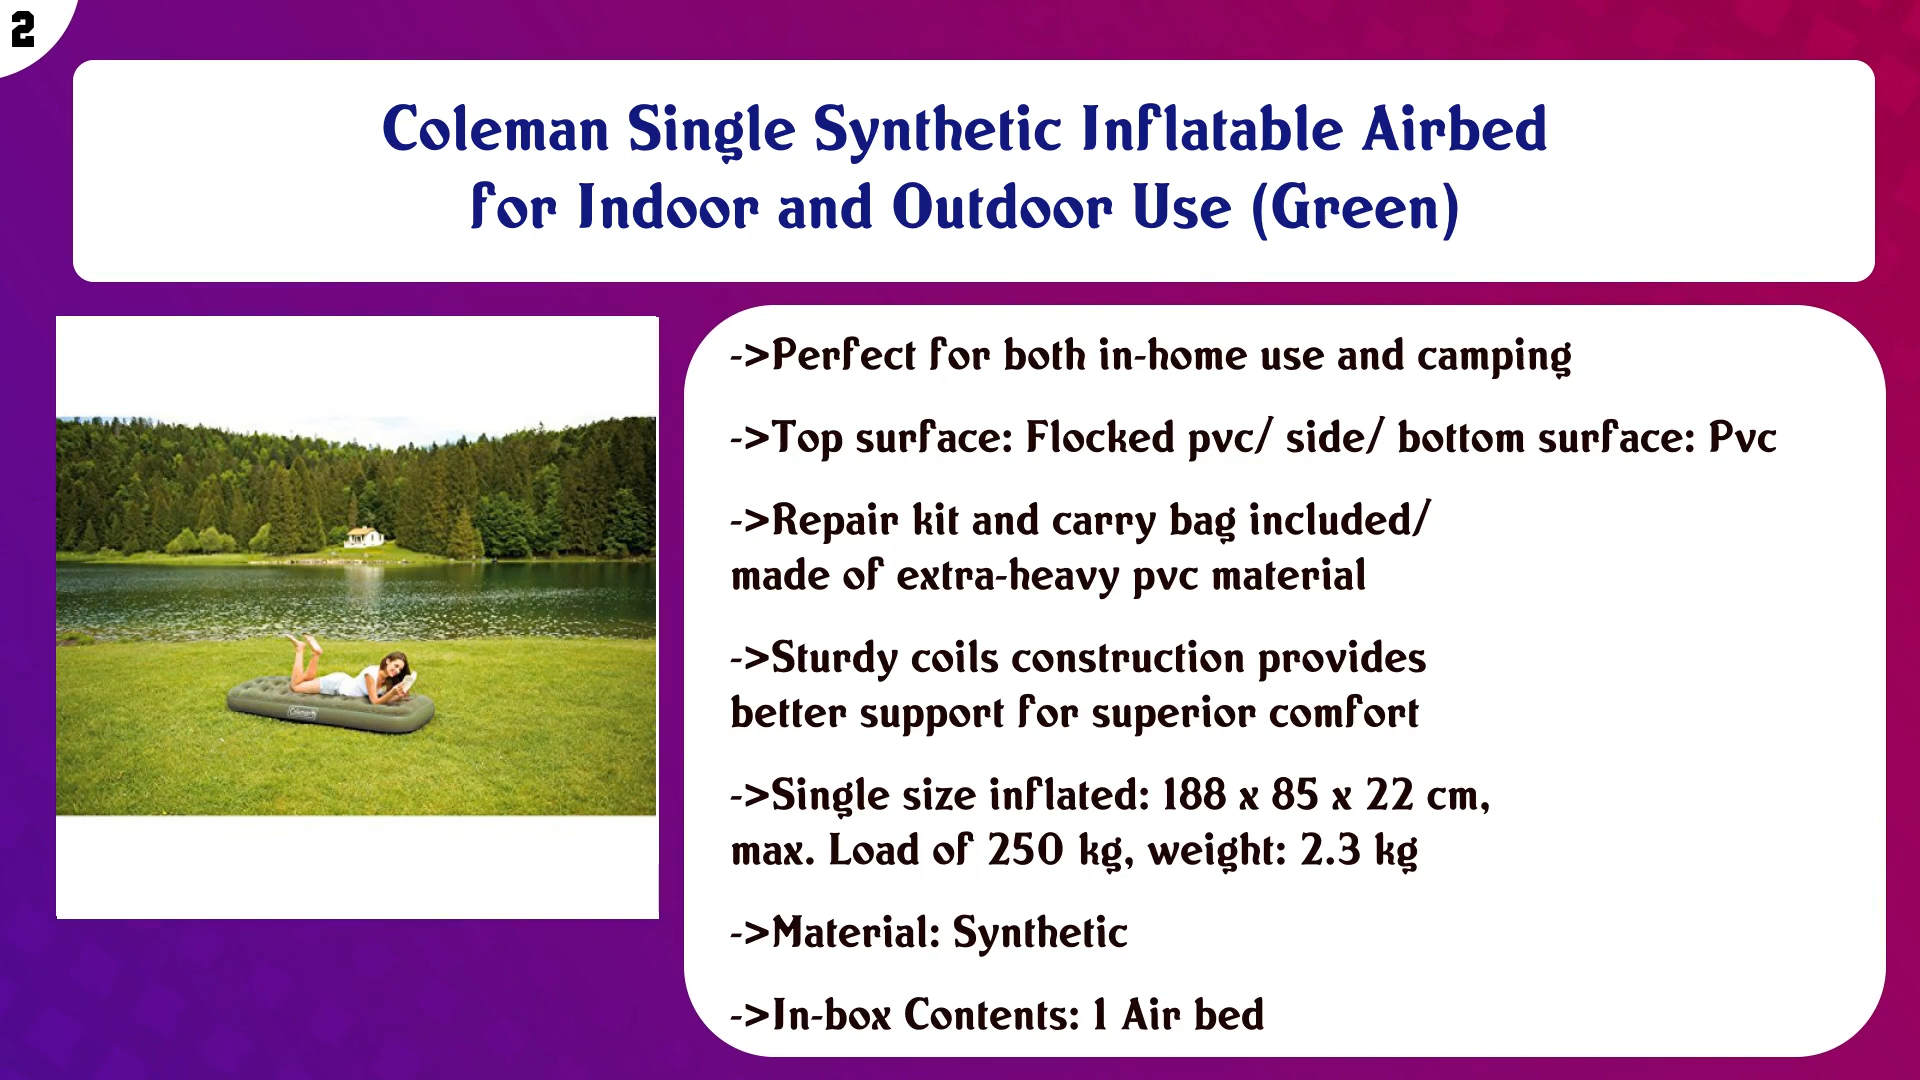 2
Coleman Single Synthetic Inflatable Airbed
for Indoor and Outdoor Use (Green)
->Perfect for both in-home use and camping
->Top surface: Flocked pvc/ side/ bottom surface: Pvc
->Repair kit and carry bag included/
made of extra-heavy pvc material
->Sturdy coils construction provides
better support for superior comfort
->Single size inflated: 188 x 85 x 22 cm,
max. Load of 250 kg, weight: 2.3 kg
->Material: Synthetic
->In-box Contents: 1 Air bed
Coleman